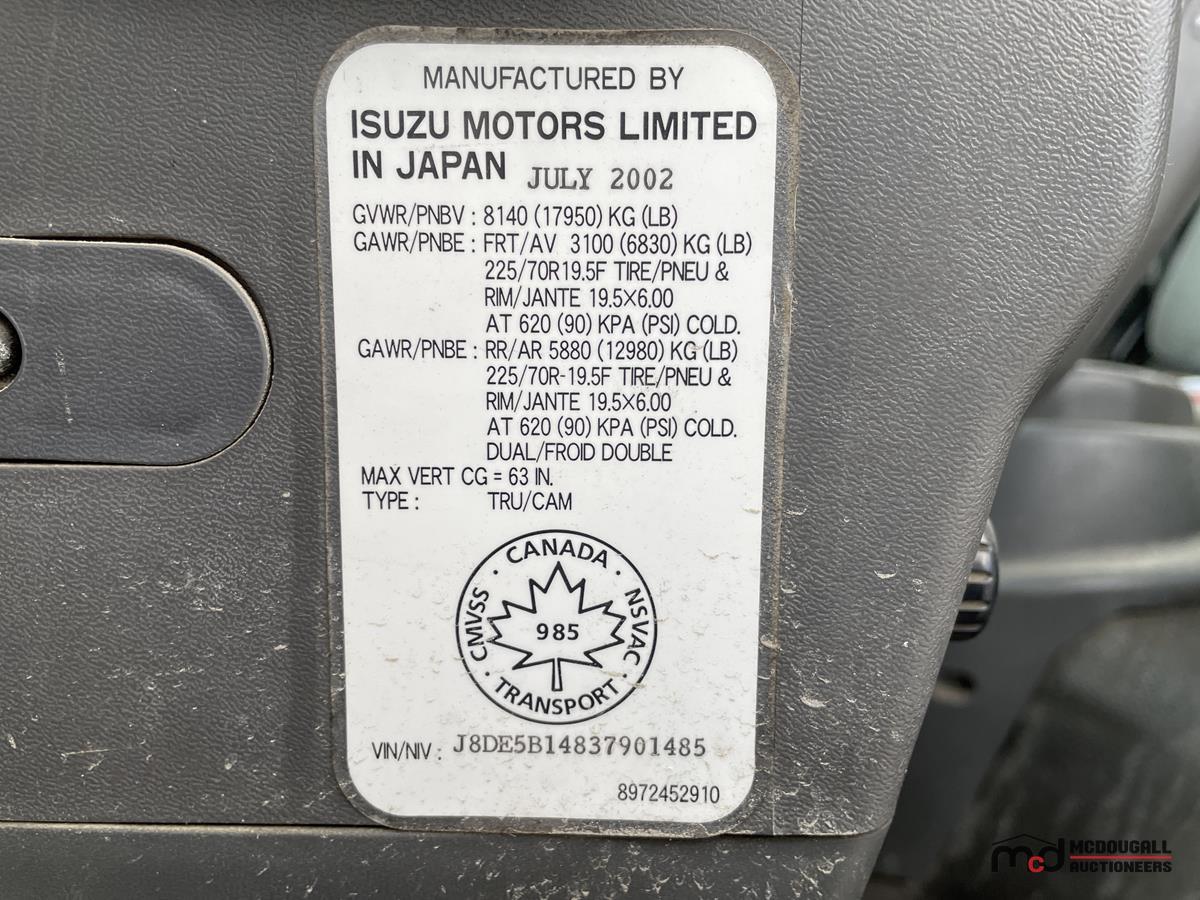 MANUFACTURED BY
ISUZU MOTORS LIMITED
IN JAPAN JULY 2002
GVWR/PNBV : 8140 (17950) KG (LB)
GAWR/PNBE : FRT/AV 3100 (6830) KG (LB)
225/70R19.5F TIRE/PNEU &
RIM/JANTE 19.5×6.00
AT 620 (90) KPA (PSI) COLD.
GAWR/PNBE : RR/AR 5880 (12980) KG (LB)
225/70R-19.5F TIRE/PNEU &
RIM/JANTE 19.5×6.00
AT 620 (90) KPA (PSI) COLD.
DUAL/FROID DOUBLE
MAX VERT CG = 63 IN.
TYPE : TRU/CAM
· CANADA ·
CMVSS
985
NSVAC
· TRANSPORT ·
VIN/NIV : J8DE5B14837901485
8972452910
mcd MCDOUGALL
AUCTIONEERS